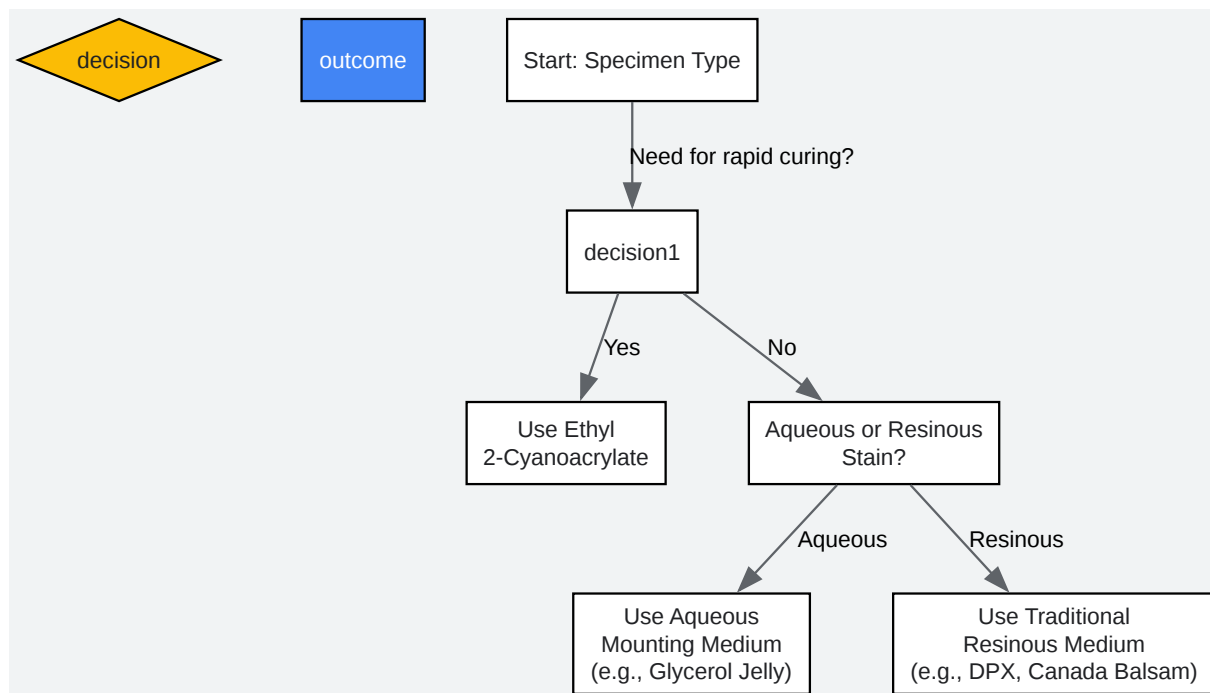 decision
outcome
Start: Specimen Type
Need for rapid curing?
decision1
Yes
No
Use Ethyl
2-Cyanoacrylate
Aqueous or Resinous
Stain?
Aqueous
Resinous
Use Aqueous
Mounting Medium
(e.g., Glycerol Jelly)
Use Traditional
Resinous Medium
(e.g., DPX, Canada Balsam)